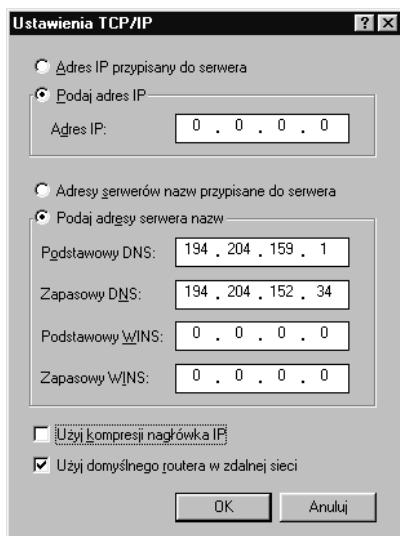 Ustawienia TCP/IP
Adres IP przypisany do serwera
Podaj adres IP
Adres IP: 0 . 0 . 0 . 0
Adresy serwerów nazw przypisane do serwera
Podaj adresy serwera nazw
Podstawowy DNS: 194 . 204 . 159 . 1
Zapasowy DNS: 194 . 204 . 152 . 34
Podstawowy WINS: 0 . 0 . 0 . 0
Zapasowy WINS: 0 . 0 . 0 . 0
Użyj kompresji nagłówka IP
Użyj domyślnego routera w zdalnej sieci
OK Anuluj